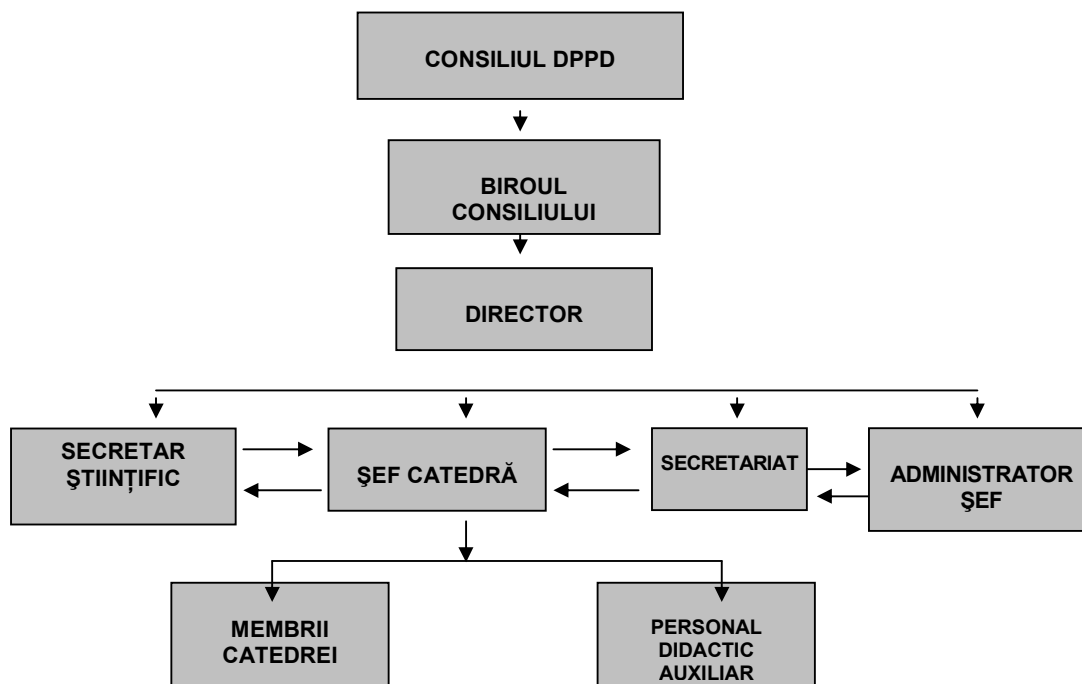 CONSILIUL DPPD
BIROUL
CONSILIULUI
DIRECTOR
SECRETAR
ŞTIINŢIFIC
ŞEF CATEDRĂ
SECRETARIAT
ADMINISTRATOR
ŞEF
MEMBRII
CATEDREI
PERSONAL
DIDACTIC
AUXILIAR